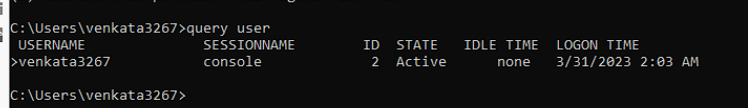 C:\Users\venkata3267>query user
 USERNAME              SESSIONNAME        ID  STATE   IDLE TIME  LOGON TIME
>venkata3267           console             2  Active      none   3/31/2023 2:03 AM
C:\Users\venkata3267>